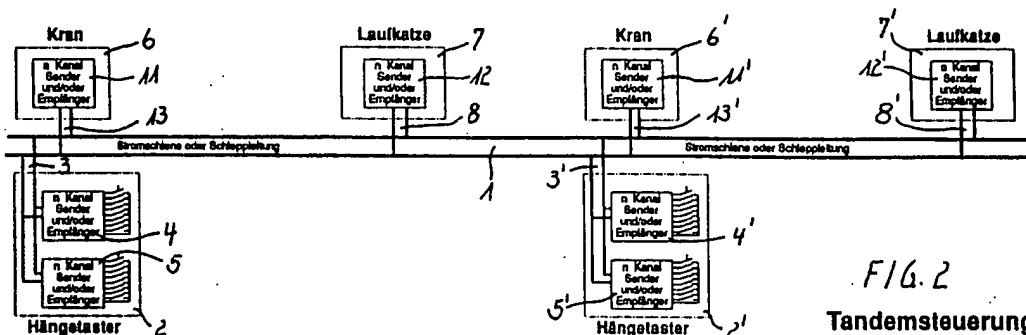 Kran
6
n Kanal
Sender
und/oder
Empfänger
11
13
Laufkatze
7
n Kanal
Sender
und/oder
Empfänger
12
8
Kran
6'
n Kanal
Sender
und/oder
Empfänger
11'
13'
7'
Laufkatze
12'
n Kanal
Sender
und/oder
Empfänger
8'
Stromschiene oder Schleppleitung
1
Stromschiene oder Schleppleitung
3
n Kanal
Sender
und/oder
Empfänger
4
n Kanal
Sender
und/oder
Empfänger
5
Hängetaster
2
3'
n Kanal
Sender
und/oder
Empfänger
4'
n Kanal
Sender
und/oder
Empfänger
5'
Hängetaster
2'
FIG. 2
Tandemsteuerung